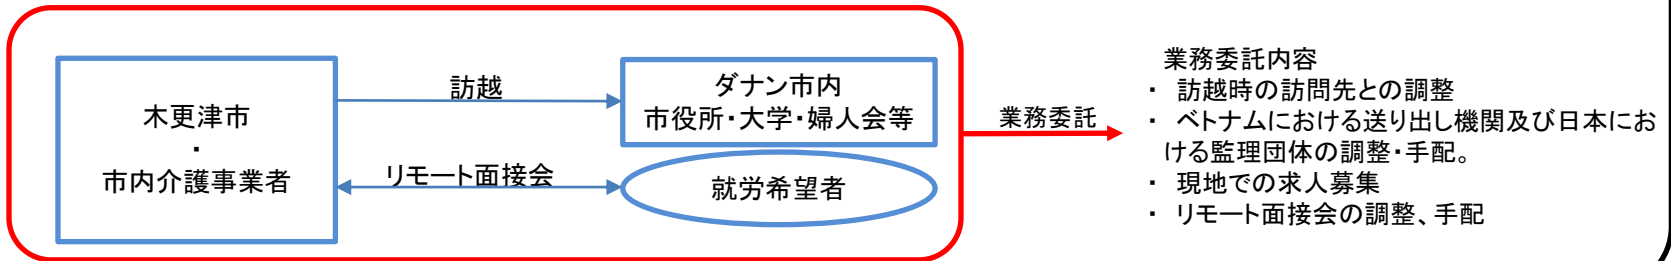 木更津市
・
市内介護事業者
訪越
リモート面接会
ダナン市内
市役所・大学・婦人会等
就労希望者
業務委託
業務委託内容
・ 訪越時の訪問先との調整
・ ベトナムにおける送り出し機関及び日本にお
ける監理団体の調整・手配。
・ 現地での求人募集
・ リモート面接会の調整、手配